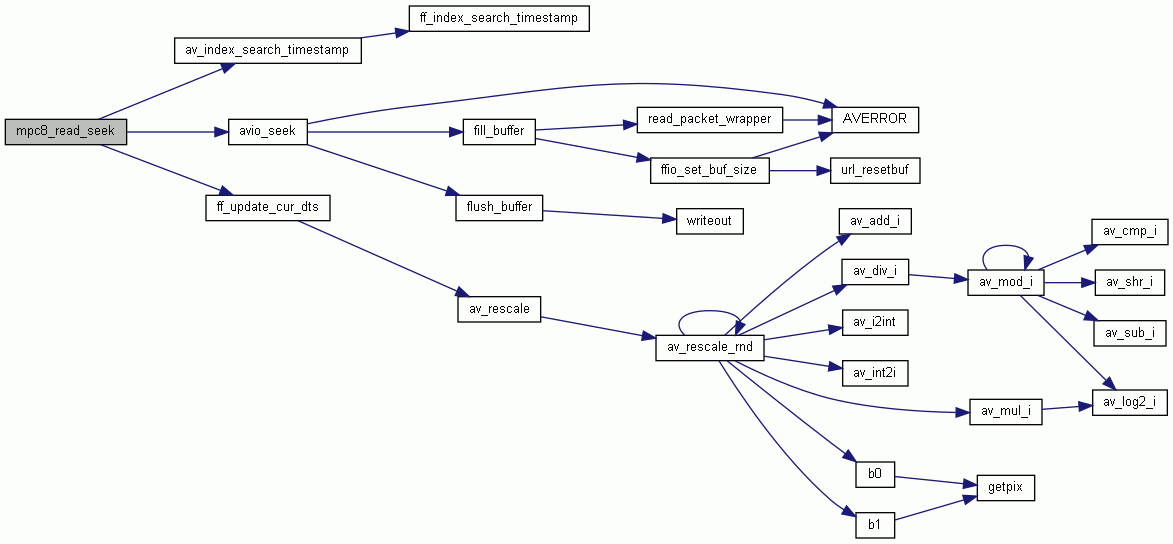 ff_index_search_timestamp
av_index_search_timestamp
mpc8_read_seek
avio_seek
fill_buffer
read_packet_wrapper
AVERROR
ffio_set_buf_size
url_resetbuf
ff_update_cur_dts
flush_buffer
writeout
av_add_i
av_cmp_i
av_div_i
av_mod_i
av_shr_i
av_rescale
av_i2int
av_sub_i
av_rescale_rnd
av_int2i
av_mul_i
av_log2_i
b0
getpix
b1